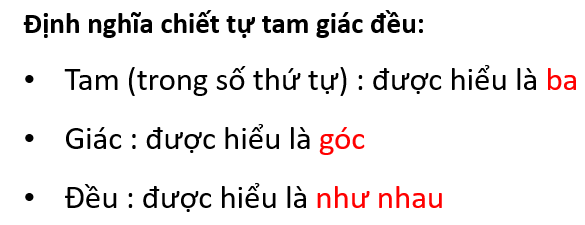 Định nghĩa chiết tự tam giác đều:
• Tam (trong số thứ tự) : được hiểu là ba
• Giác : được hiểu là góc
• Đều : được hiểu là như nhau